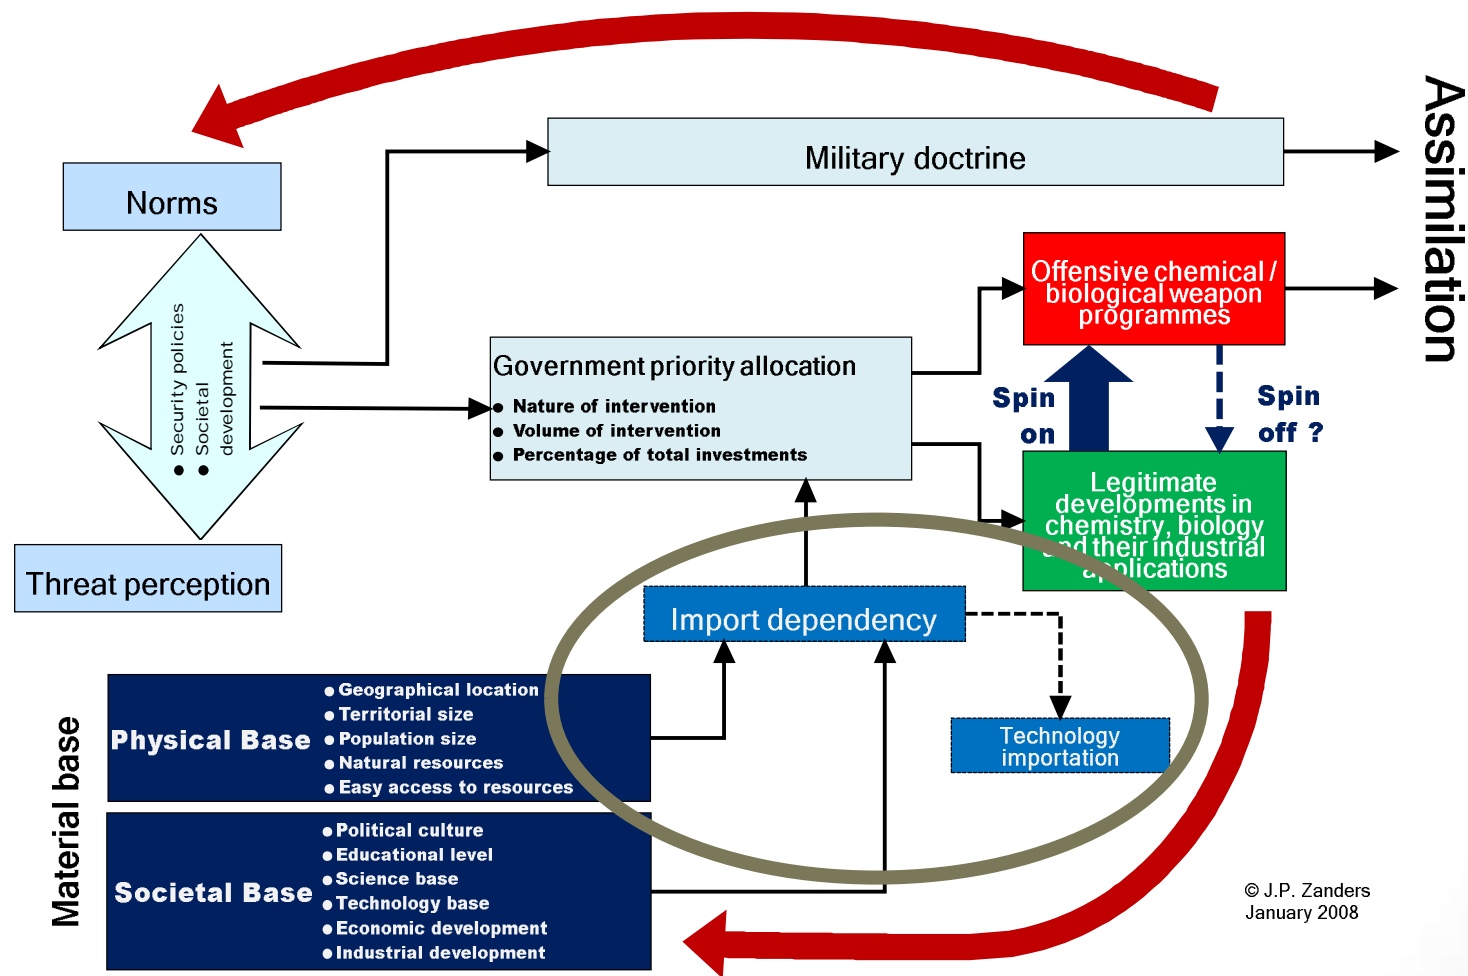 Assimilation
Military doctrine
Norms
Offensive chemical /
biological weapon
programmes
● Security policies
● Societal
development
Government priority allocation
● Nature of intervention
● Volume of intervention
● Percentage of total investments
Spin
on
Spin
off ?
Legitimate
developments in
chemistry, biology
and their industrial
applications
Threat perception
Import dependency
Technology
importation
Material base
Physical Base
● Geographical location
● Territorial size
● Population size
● Natural resources
● Easy access to resources
Societal Base
● Political culture
● Educational level
● Science base
● Technology base
● Economic development
● Industrial development
© J.P. Zanders
January 2008